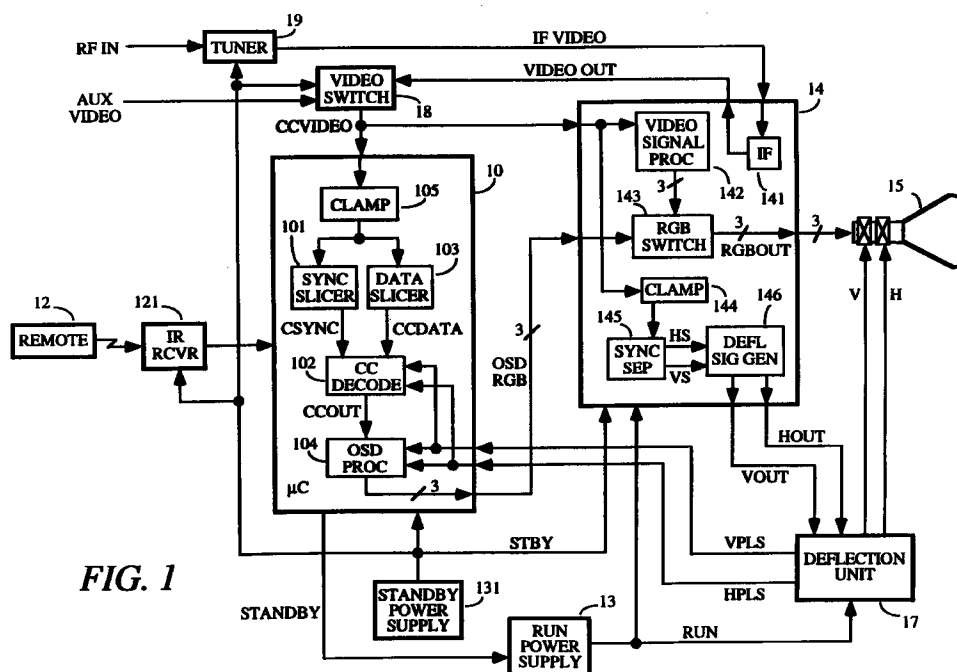 19
RF IN
TUNER
IF VIDEO
VIDEO OUT
AUX
VIDEO
VIDEO
SWITCH
18
CCVIDEO
14
VIDEO
SIGNAL
PROC
IF
141
142
3
10
CLAMP
105
143
RGB
SWITCH
3
RGBOUT
3
15
101
SYNC
SLICER
103
DATA
SLICER
CLAMP
144
V
H
12
REMOTE
121
IR
RCVR
CSYNC
CCDATA
3
OSD
RGB
145
SYNC
SEP
HS
VS
146
DEFL
SIG GEN
102
CC
DECODE
CCOUT
104
OSD
PROC
HOUT
VOUT
µC
3
STBY
VPLS
HPLS
DEFLECTION
UNIT
17
FIG. 1
STANDBY
STANDBY
POWER
SUPPLY
131
13
RUN
POWER
SUPPLY
RUN